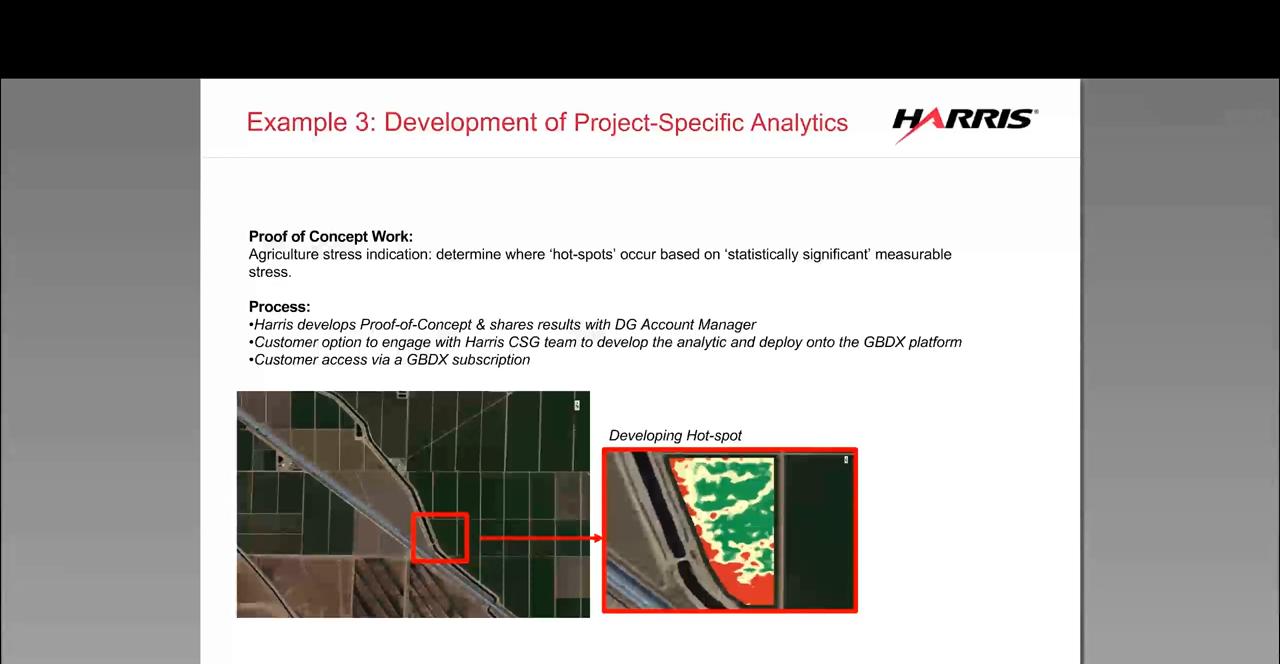 Example 3: Development of Project-Specific Analytics
HARRIS®
Proof of Concept Work:
Agriculture stress indication: determine where ‘hot-spots’ occur based on ‘statistically significant’ measurable
stress.
Process:
•Harris develops Proof-of-Concept & shares results with DG Account Manager
•Customer option to engage with Harris CSG team to develop the analytic and deploy onto the GBDX platform
•Customer access via a GBDX subscription
Developing Hot-spot